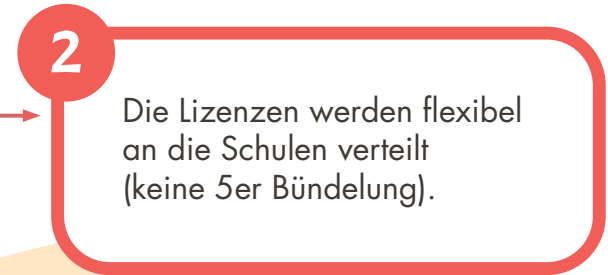 2
Die Lizenzen werden flexibel
an die Schulen verteilt
(keine 5er Bündelung).